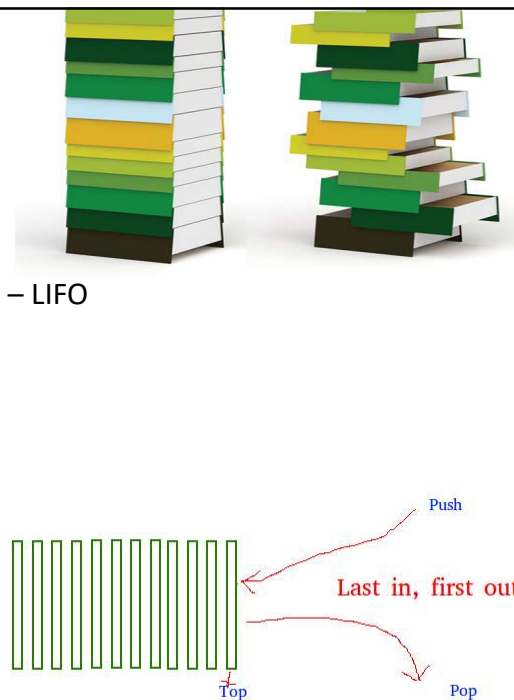 – LIFO
Push
Last in, first out
Top
Pop